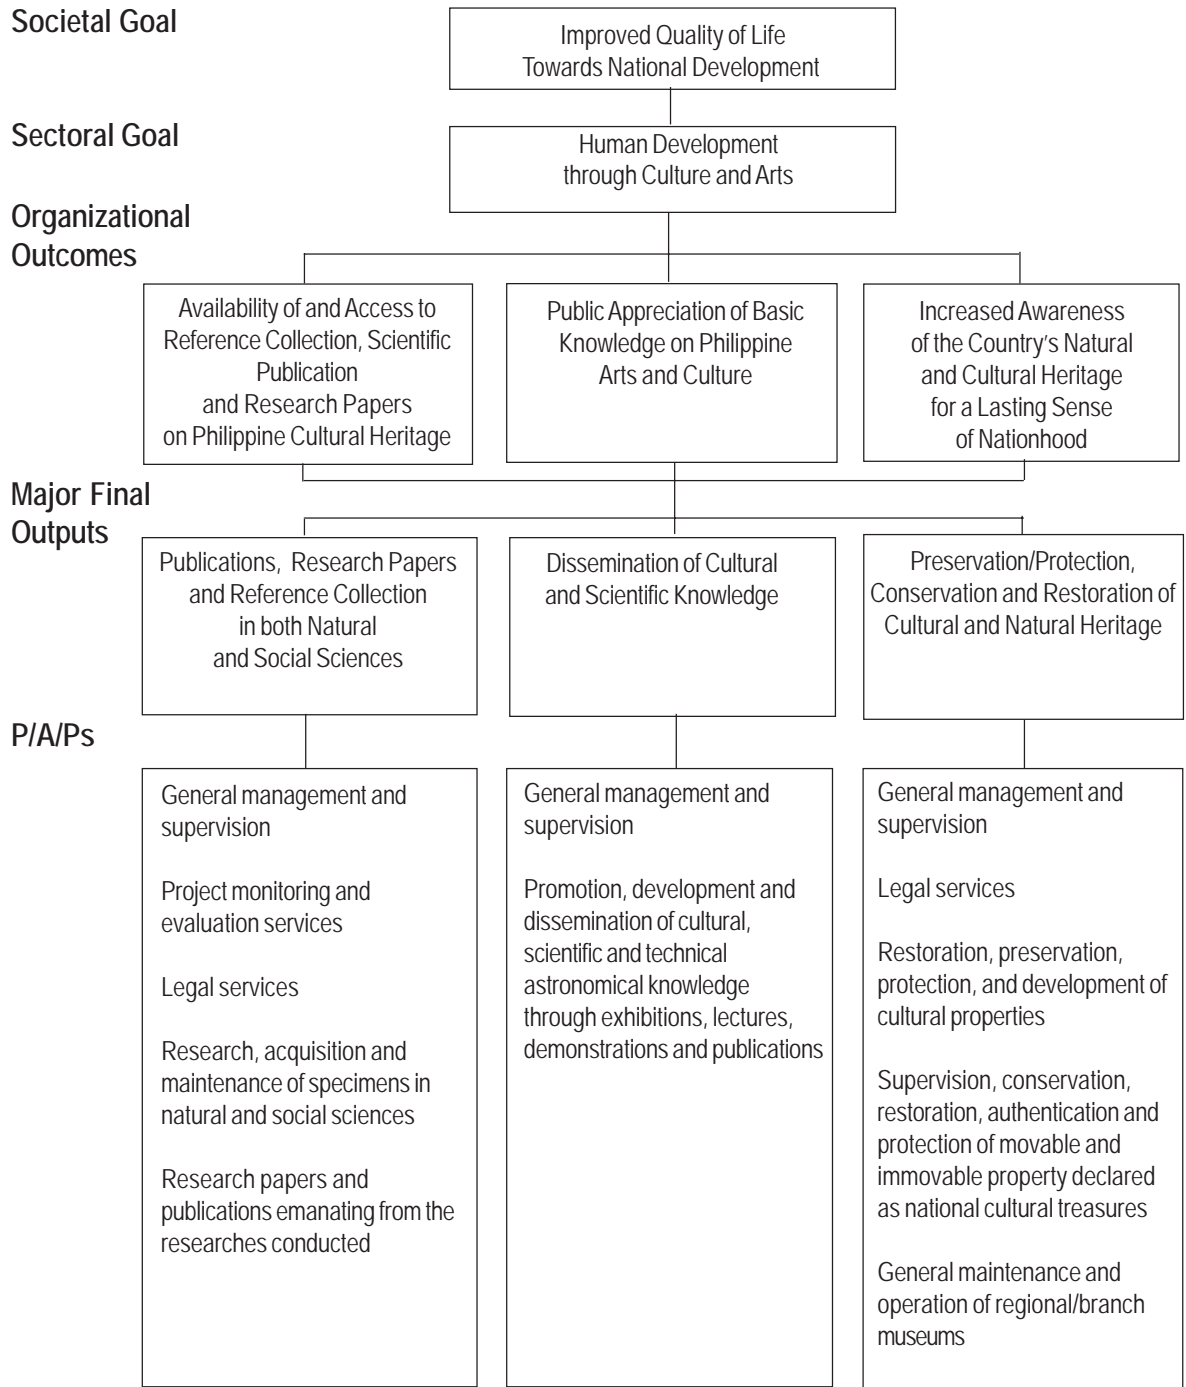 Societal Goal
Improved Quality of Life
Towards National Development
Sectoral Goal
Human Development
through Culture and Arts
Organizational
Outcomes
Availability of and Access to
Reference Collection, Scientific
Publication
and Research Papers
on Philippine Cultural Heritage
Public Appreciation of Basic
Knowledge on Philippine
Arts and Culture
Increased Awareness
of the Country's Natural
and Cultural Heritage
for a Lasting Sense
of Nationhood
Major Final
Outputs
Publications, Research Papers
and Reference Collection
in both Natural
and Social Sciences
Dissemination of Cultural
and Scientific Knowledge
Preservation/Protection,
Conservation and Restoration of
Cultural and Natural Heritage
P/A/Ps
General management and
supervision
Project monitoring and
evaluation services
Legal services
Research, acquisition and
maintenance of specimens in
natural and social sciences
Research papers and
publications emanating from the
researches conducted
General management and
supervision
Promotion, development and
dissemination of cultural,
scientific and technical
astronomical knowledge
through exhibitions, lectures,
demonstrations and publications
General management and
supervision
Legal services
Restoration, preservation,
protection, and development of
cultural properties
Supervision, conservation,
restoration, authentication and
protection of movable and
immovable property declared
as national cultural treasures
General maintenance and
operation of regional/branch
museums